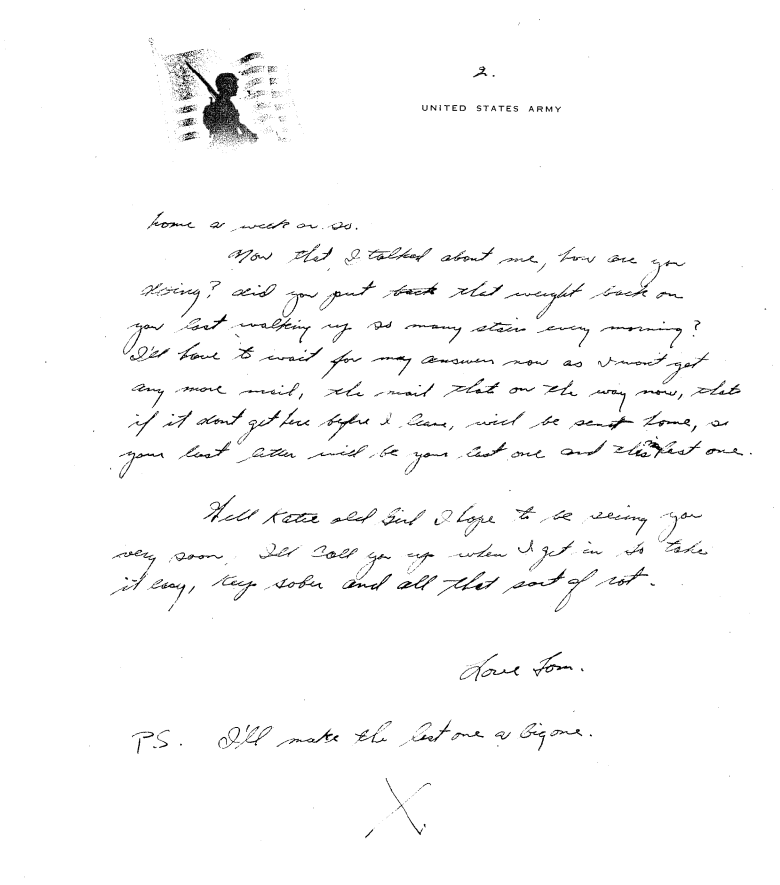 2.
UNITED STATES ARMY
home a week or so.
Now that I talked about me, how are you
doing? did you put back that weight back on
you lost walking up so many stairs every morning?
I'll have to wait for my answers now as I wont get
any more mail, the mail that on the way now, thats
if it dont get here before I leave, will be sent home, so
your last letter will be your last one and this last one.
Well Katie old Girl I hope to be seeing you
very soon. I'll Call you up when I get in so take
it easy, keep sober and all that sort of rot.
Love Tom.
P.S. I'll make the last one a big one.
X